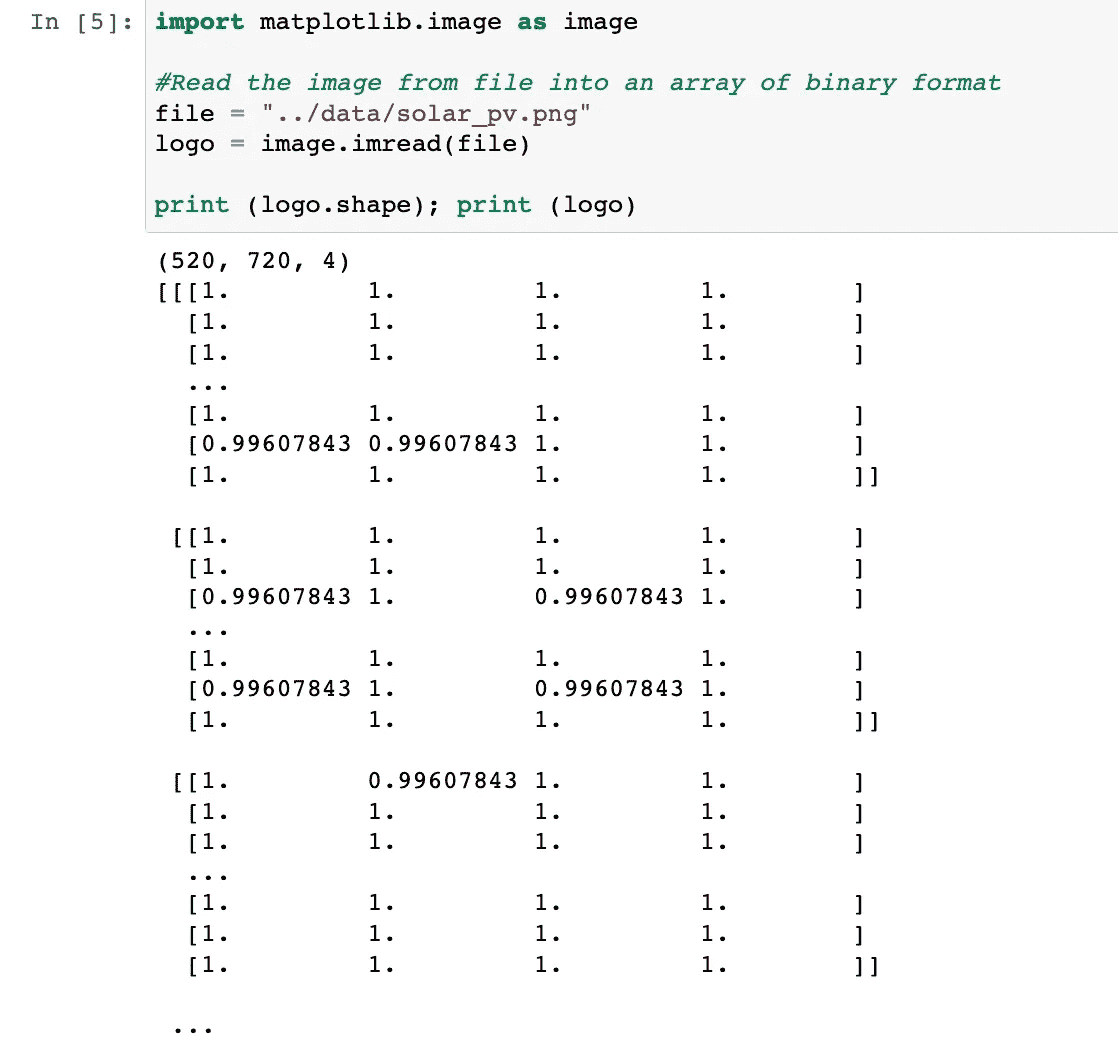 In [5]: import matplotlib.image as image
#Read the image from file into an array of binary format
file = "../data/solar_pv.png"
logo = image.imread(file)
print (logo.shape); print (logo)
(520, 720, 4)
[[[1.         1.         1.         1.        ]
  [1.         1.         1.         1.        ]
  [1.         1.         1.         1.        ]
  ...
  [1.         1.         1.         1.        ]
  [0.99607843 0.99607843 1.         1.        ]
  [1.         1.         1.         1.        ]]
 [[1.         1.         1.         1.        ]
  [1.         1.         1.         1.        ]
  [0.99607843 1.         0.99607843 1.        ]
  ...
  [1.         1.         1.         1.        ]
  [0.99607843 1.         0.99607843 1.        ]
  [1.         1.         1.         1.        ]]
 [[1.         0.99607843 1.         1.        ]
  [1.         1.         1.         1.        ]
  [1.         1.         1.         1.        ]
  ...
  [1.         1.         1.         1.        ]
  [1.         1.         1.         1.        ]
  [1.         1.         1.         1.        ]]
 ...